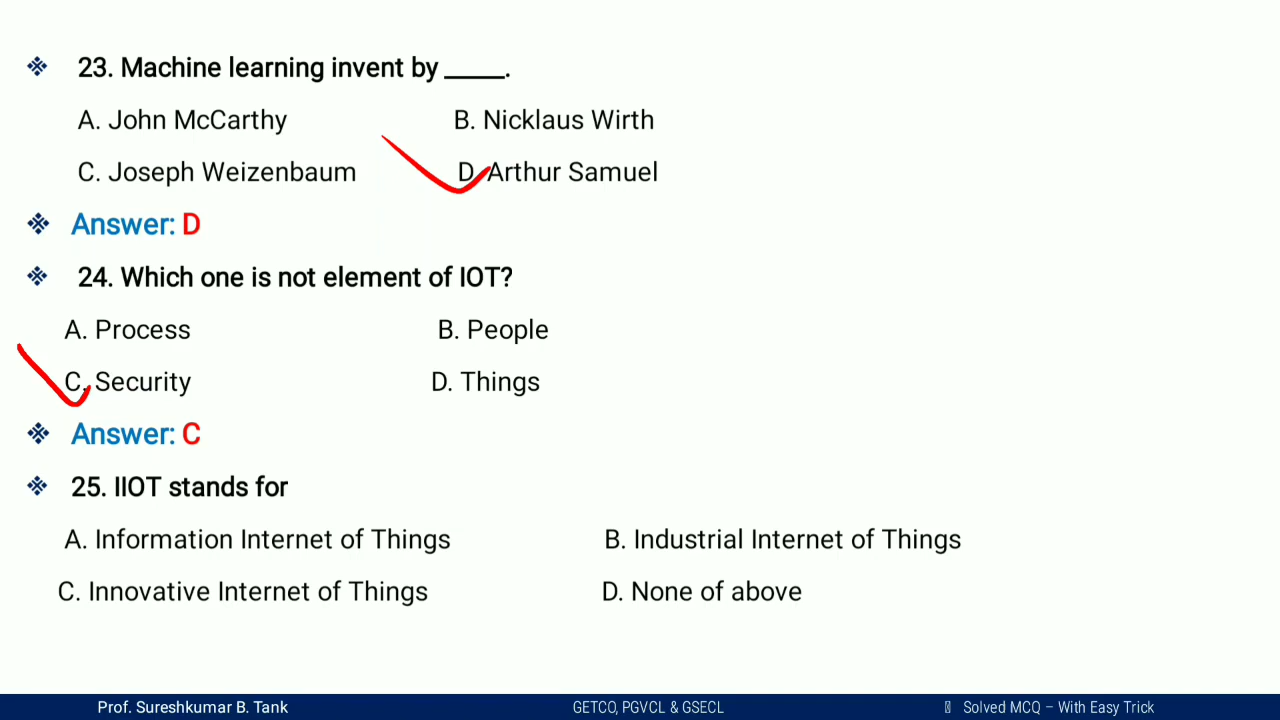 ❖ 23. Machine learning invent by _____.
A. John McCarthy B. Nicklaus Wirth
C. Joseph Weizenbaum D. Arthur Samuel
❖ Answer: D
❖ 24. Which one is not element of IOT?
A. Process B. People
C. Security D. Things
❖ Answer: C
❖ 25. IIOT stands for
A. Information Internet of Things B. Industrial Internet of Things
C. Innovative Internet of Things D. None of above
Prof. Sureshkumar B. Tank GETCO, PGVCL & GSECL Solved MCQ – With Easy Trick